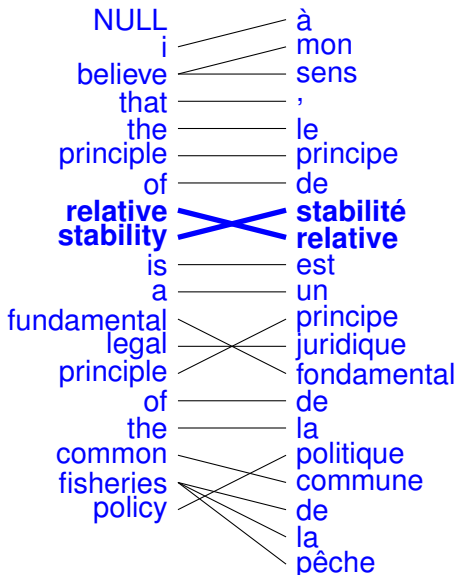 NULL à
i mon
believe sens
that ,
the le
principle principe
of de
relative stabilité
stability relative
is est
a un
fundamental principe
legal juridique
principle fondamental
of de
the la
common politique
fisheries commune
policy de
la
pêche